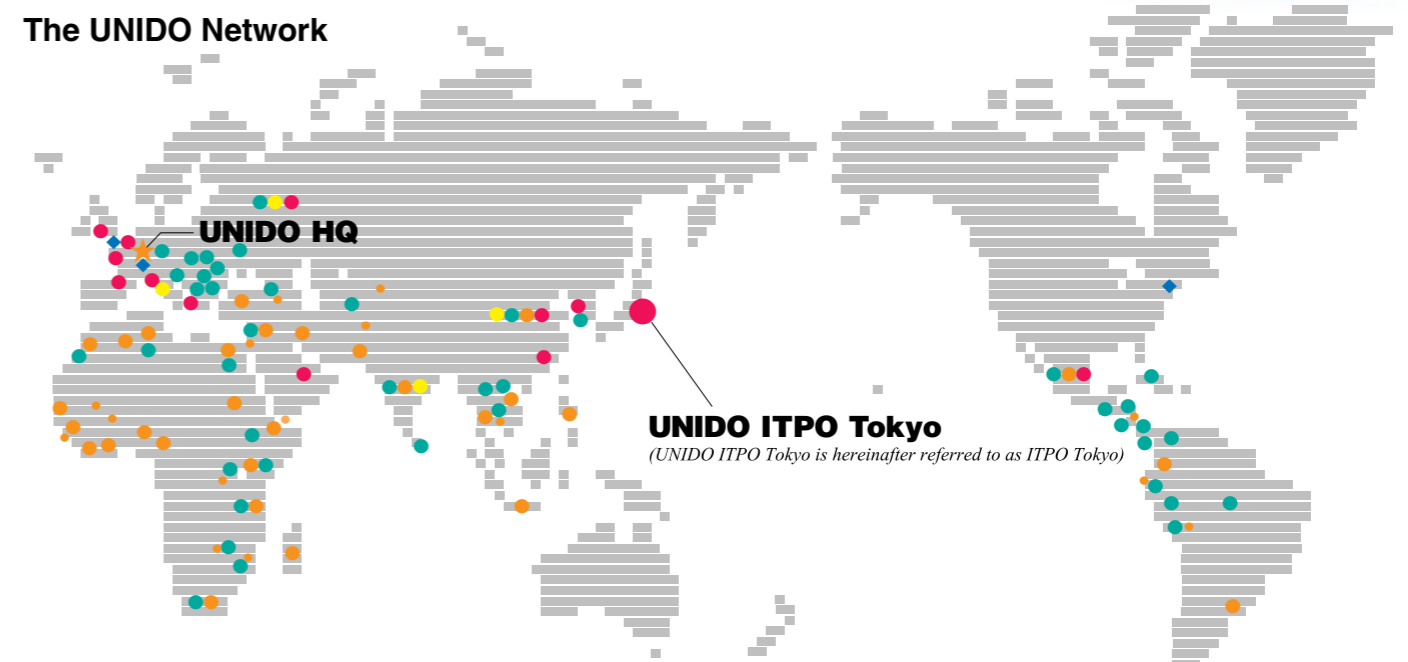 The UNIDO Network
UNIDO HQ
UNIDO ITPO Tokyo
(UNIDO ITPO Tokyo is hereinafter referred to as ITPO Tokyo)